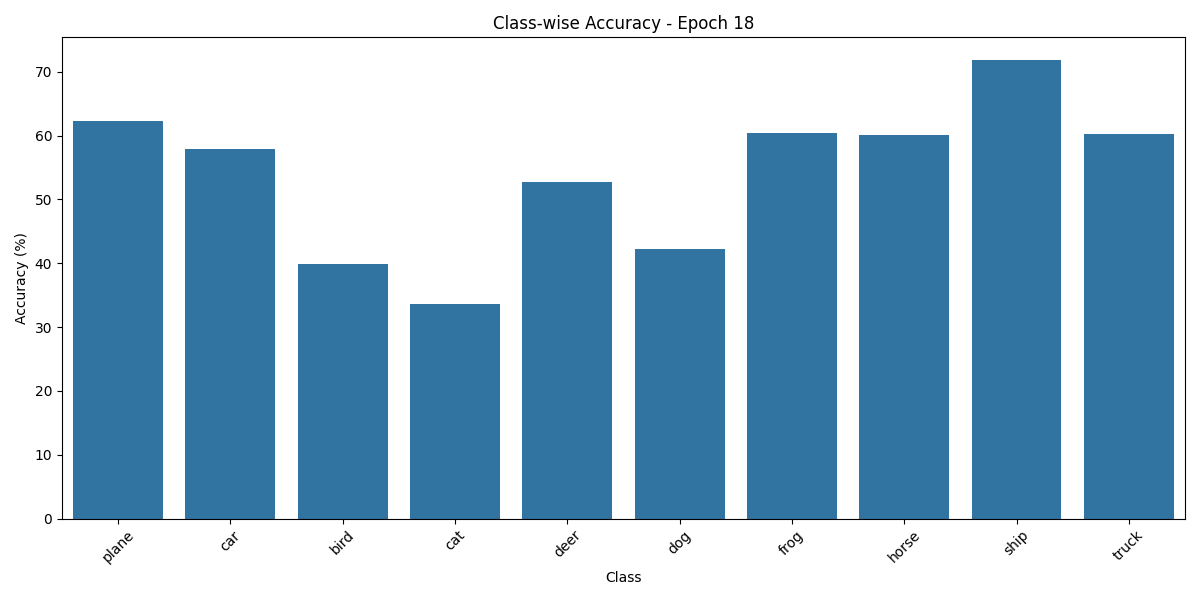 Class-wise Accuracy - Epoch 18
Accuracy (%)
70
60
50
40
30
20
10
0
plane
car
bird
cat
deer
dog
frog
horse
ship
truck
Class